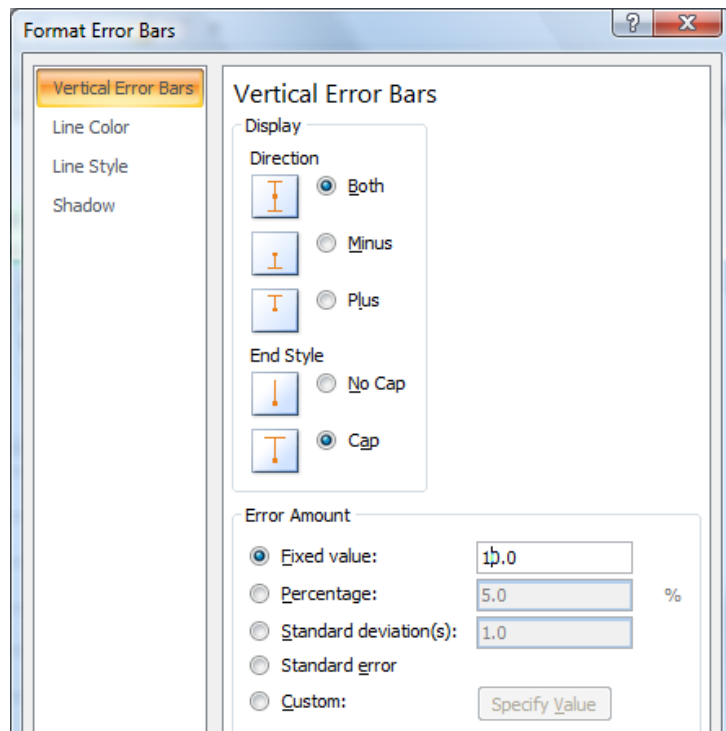 Format Error Bars
?
X
Vertical Error Bars
Line Color
Line Style
Shadow
Vertical Error Bars
Display
Direction
Both
Minus
Plus
End Style
No Cap
Cap
Error Amount
Fixed value: 10.0
Percentage: 5.0 %
Standard deviation(s): 1.0
Standard error
Custom: Specify Value